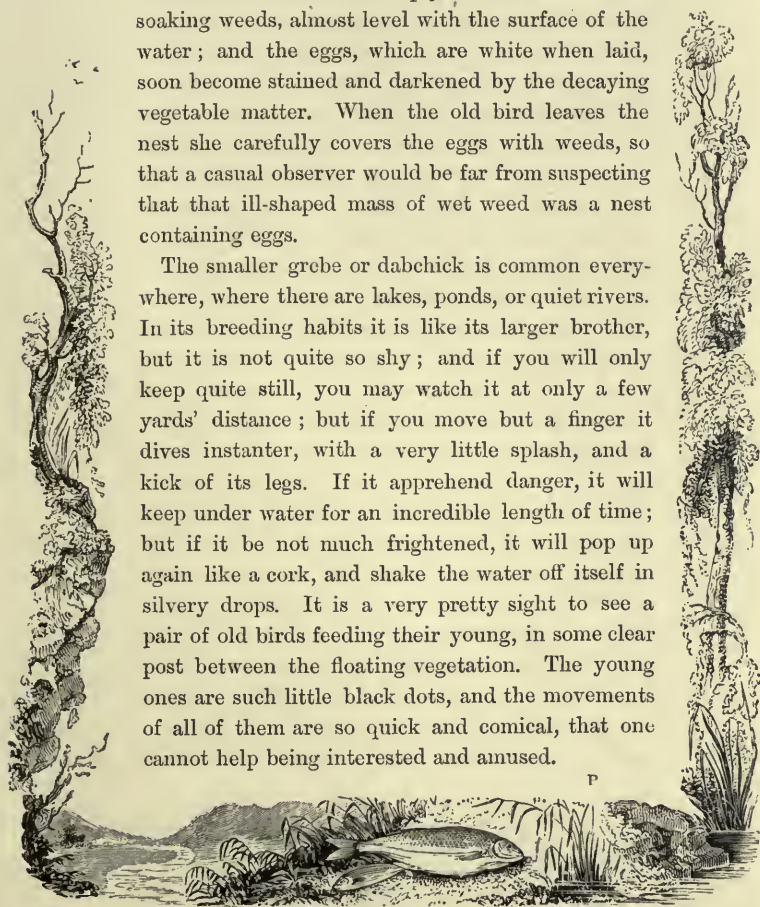 soaking weeds, almost level with the surface of the
water; and the eggs, which are white when laid,
soon become stained and darkened by the decaying
vegetable matter. When the old bird leaves the
nest she carefully covers the eggs with weeds, so
that a casual observer would be far from suspecting
that that ill-shaped mass of wet weed was a nest
containing eggs.
The smaller grebe or dabchick is common every-
where, where there are lakes, ponds, or quiet rivers.
In its breeding habits it is like its larger brother,
but it is not quite so shy; and if you will only
keep quite still, you may watch it at only a few
yards' distance; but if you move but a finger it
dives instanter, with a very little splash, and a
kick of its legs. If it apprehend danger, it will
keep under water for an incredible length of time;
but if it be not much frightened, it will pop up
again like a cork, and shake the water off itself in
silvery drops. It is a very pretty sight to see a
pair of old birds feeding their young, in some clear
post between the floating vegetation. The young
ones are such little black dots, and the movements
of all of them are so quick and comical, that one
cannot help being interested and amused.
P